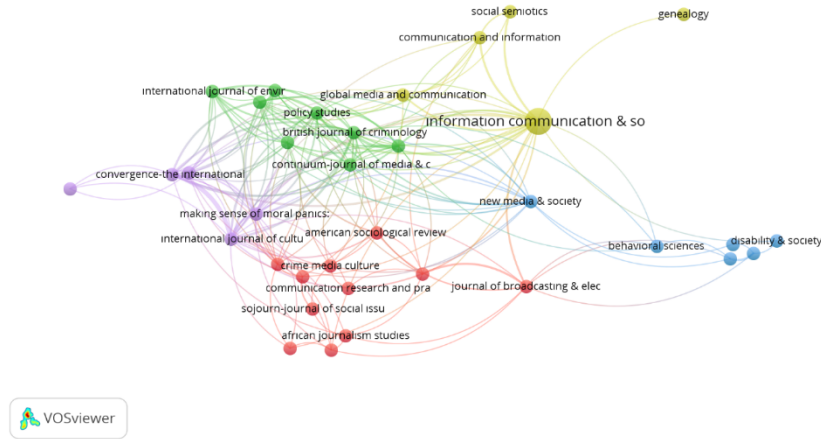 social semiotics
genealogy
communication and information
international journal of envir
global media and communication
policy studies
information communication & so
british journal of criminology
continuum-journal of media & c
convergence-the international
new media & society
making sense of moral panics:
american sociological review
international journal of cultu
behavioral sciences
disability & society
crime media culture
communication research and pra
journal of broadcasting & elec
sojourn-journal of social issu
african journalism studies
VOSviewer